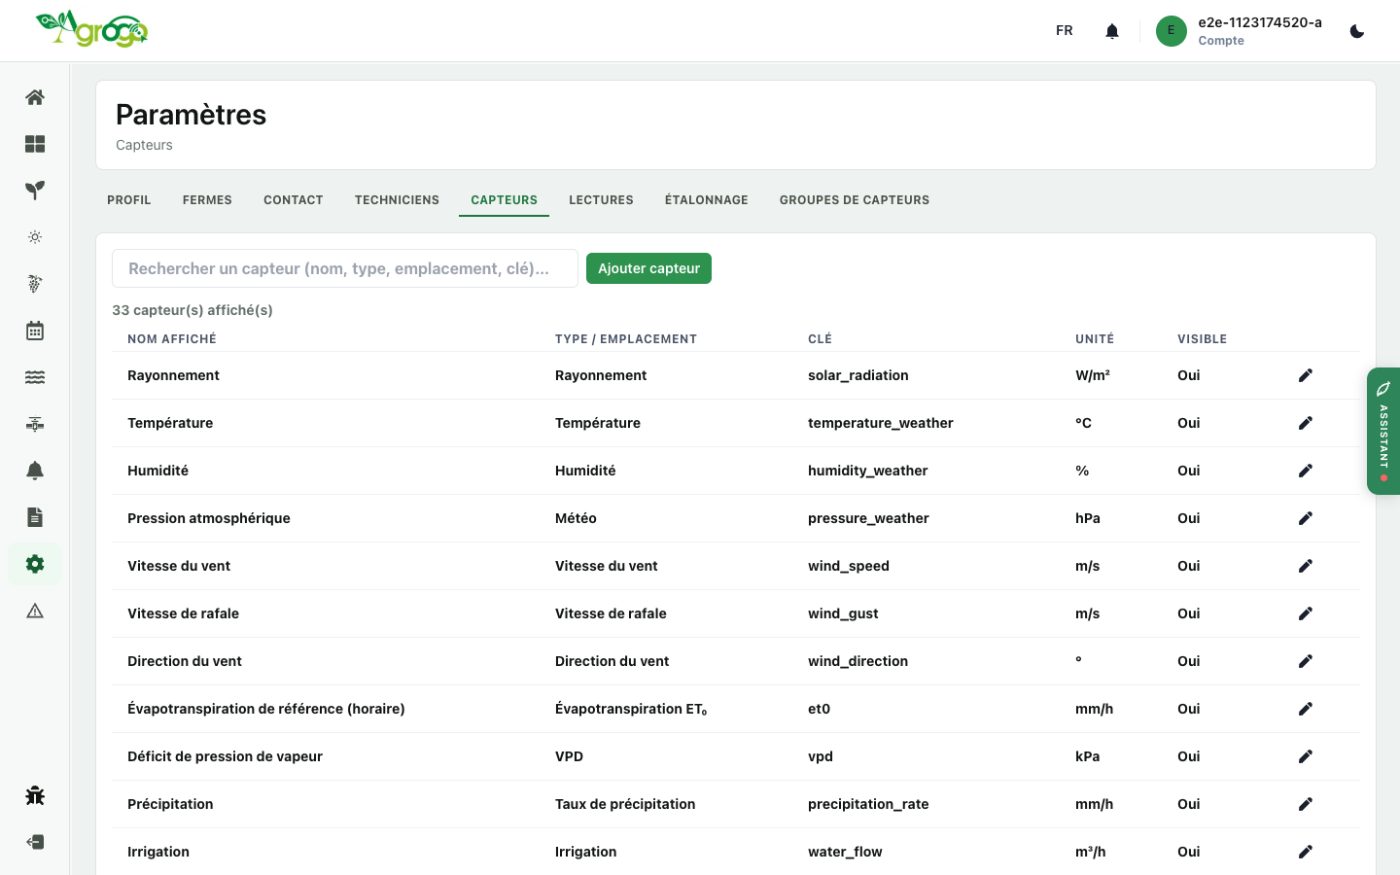 Agrogo
FR
E
e2e-1123174520-a
Compte
Paramètres
Capteurs
PROFIL FERMES CONTACT TECHNICIENS CAPTEURS LECTURES ÉTALONNAGE GROUPES DE CAPTEURS
Rechercher un capteur (nom, type, emplacement, clé)... Ajouter capteur
33 capteur(s) affiché(s)
NOM AFFICHÉ TYPE / EMPLACEMENT CLÉ UNITÉ VISIBLE
Rayonnement Rayonnement solar_radiation W/m² Oui
Température Température temperature_weather °C Oui
Humidité Humidité humidity_weather % Oui
Pression atmosphérique Météo pressure_weather hPa Oui
Vitesse du vent Vitesse du vent wind_speed m/s Oui
Vitesse de rafale Vitesse de rafale wind_gust m/s Oui
Direction du vent Direction du vent wind_direction ° Oui
Évapotranspiration de référence (horaire) Évapotranspiration ET₀ et0 mm/h Oui
Déficit de pression de vapeur VPD vpd kPa Oui
Précipitation Taux de précipitation precipitation_rate mm/h Oui
Irrigation Irrigation water_flow m³/h Oui
ASSISTANT